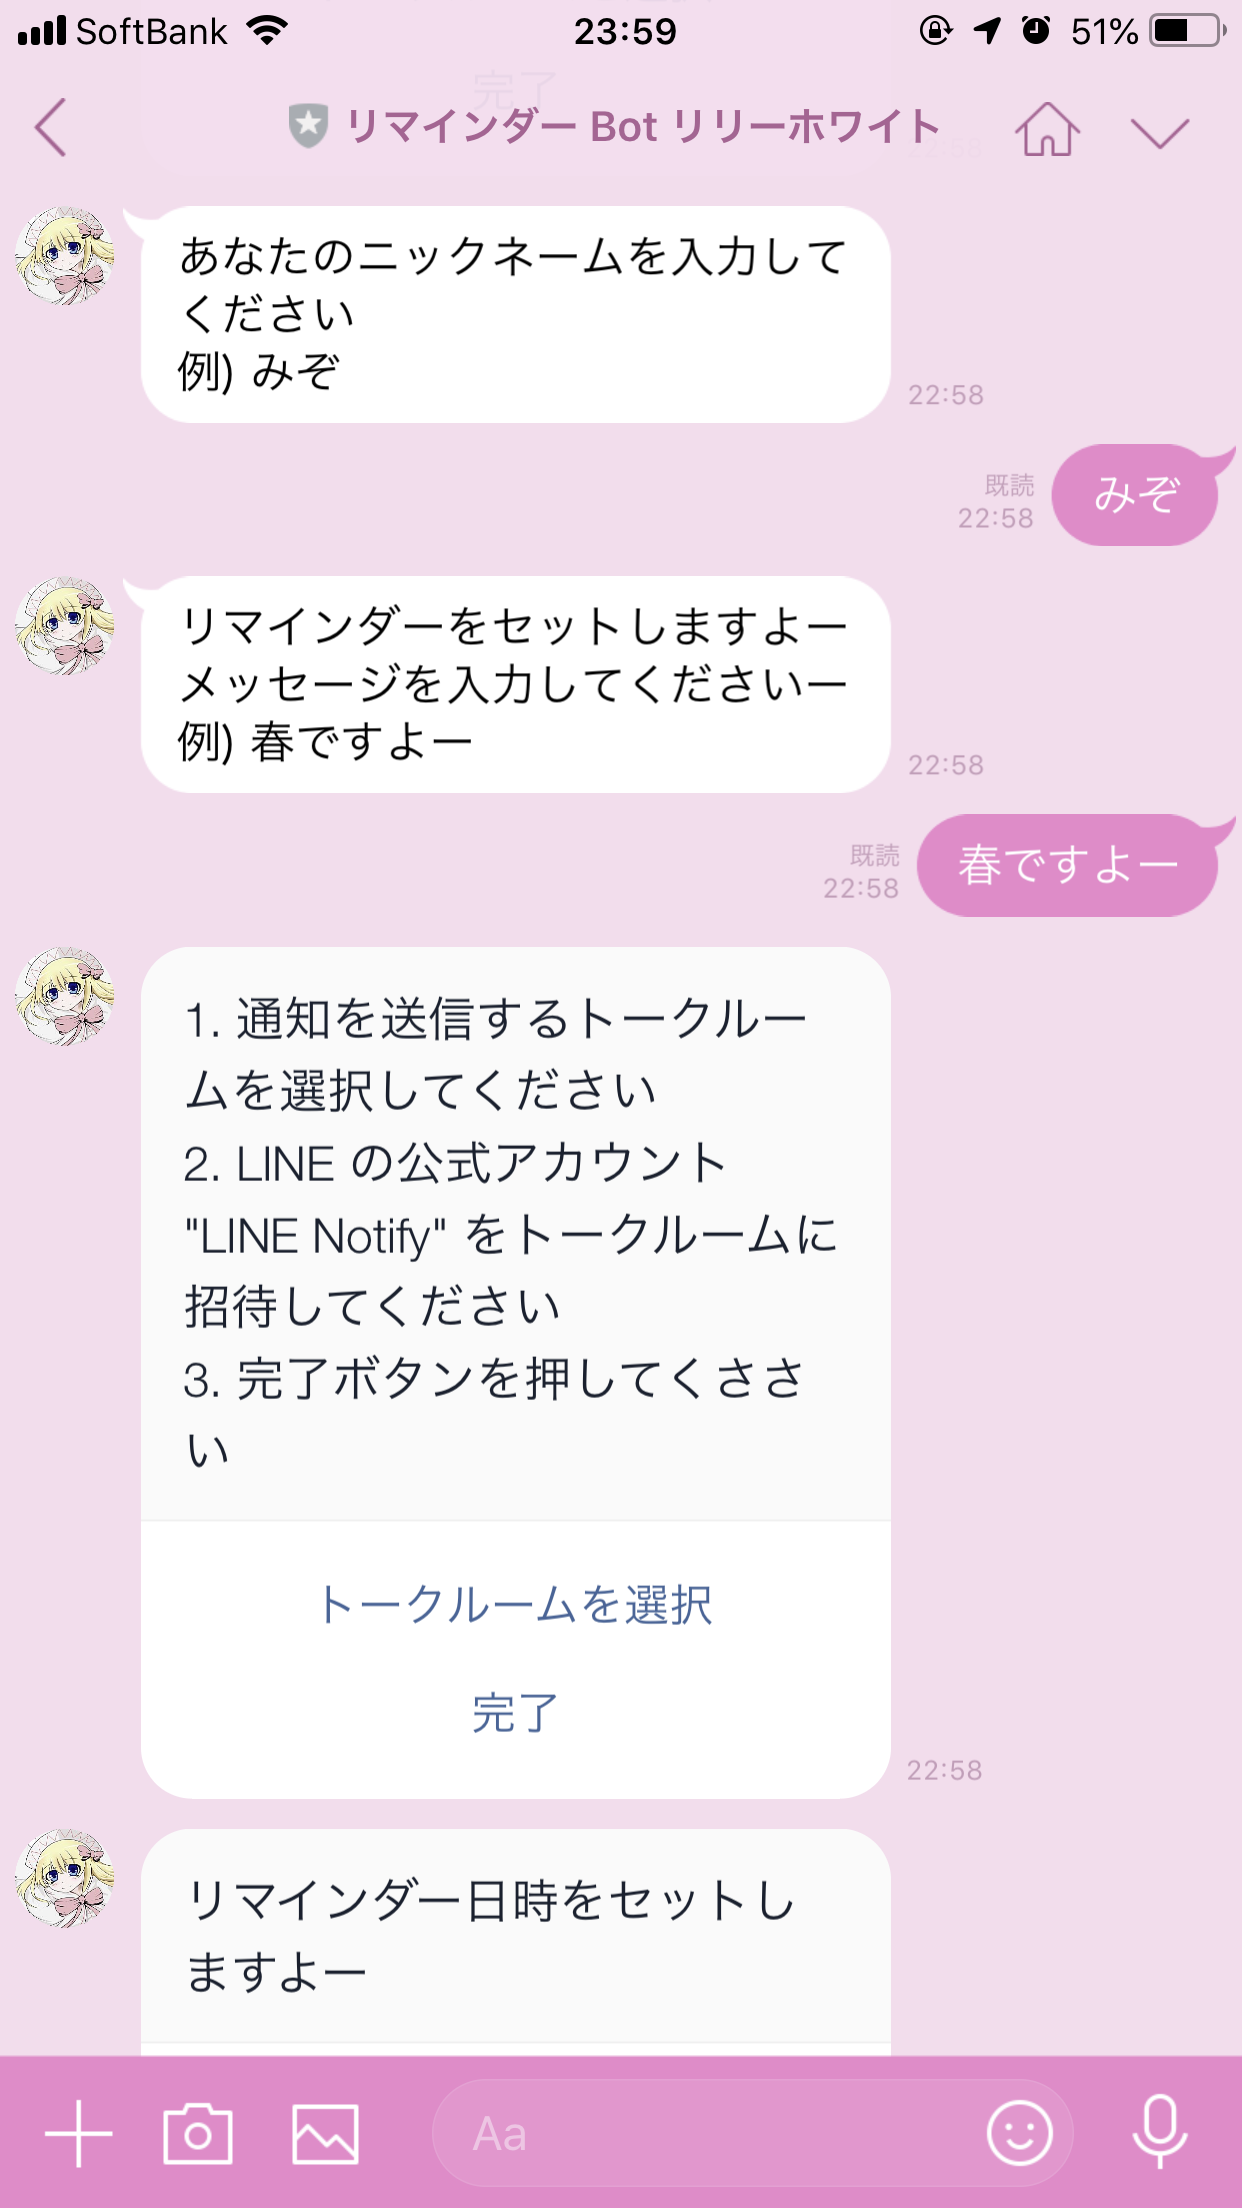 SoftBank 23:59 51%
完了
リマインダー Bot リリーホワイト
22:58
あなたのニックネームを入力して
ください
例) みぞ
22:58
みぞ
既読
22:58
リマインダーをセットしますよー
メッセージを入力してくださいー
例) 春ですよー
22:58
春ですよー
既読
22:58
1. 通知を送信するトークルー
ムを選択してください
2. LINE の公式アカウント
"LINE Notify" をトークルームに
招待してください
3. 完了ボタンを押してくささ
い
トークルームを選択
完了
22:58
リマインダー日時をセットし
ますよー
Aa